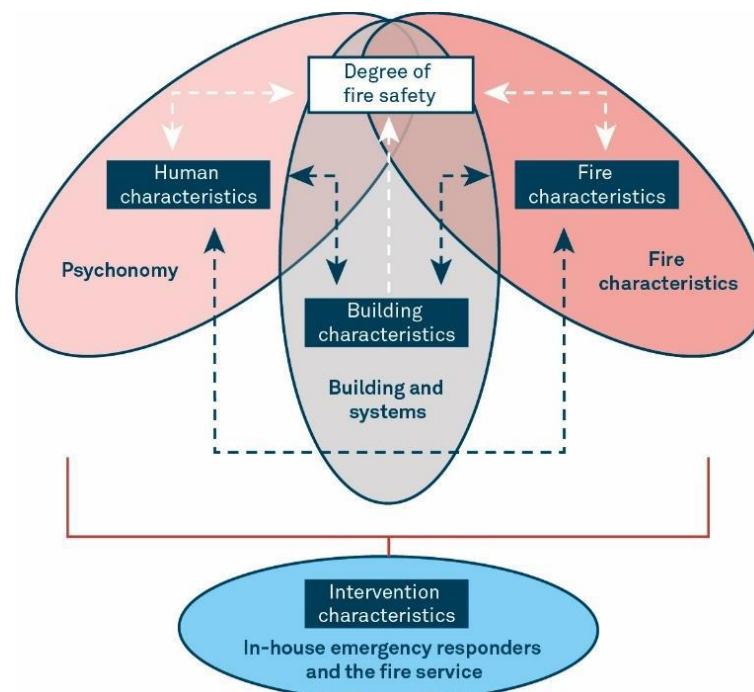 Degree of
fire safety
Human
characteristics
Fire
characteristics
Psychonomy
Fire
characteristics
Building
characteristics
Building and
systems
Intervention
characteristics
In-house emergency responders
and the fire service